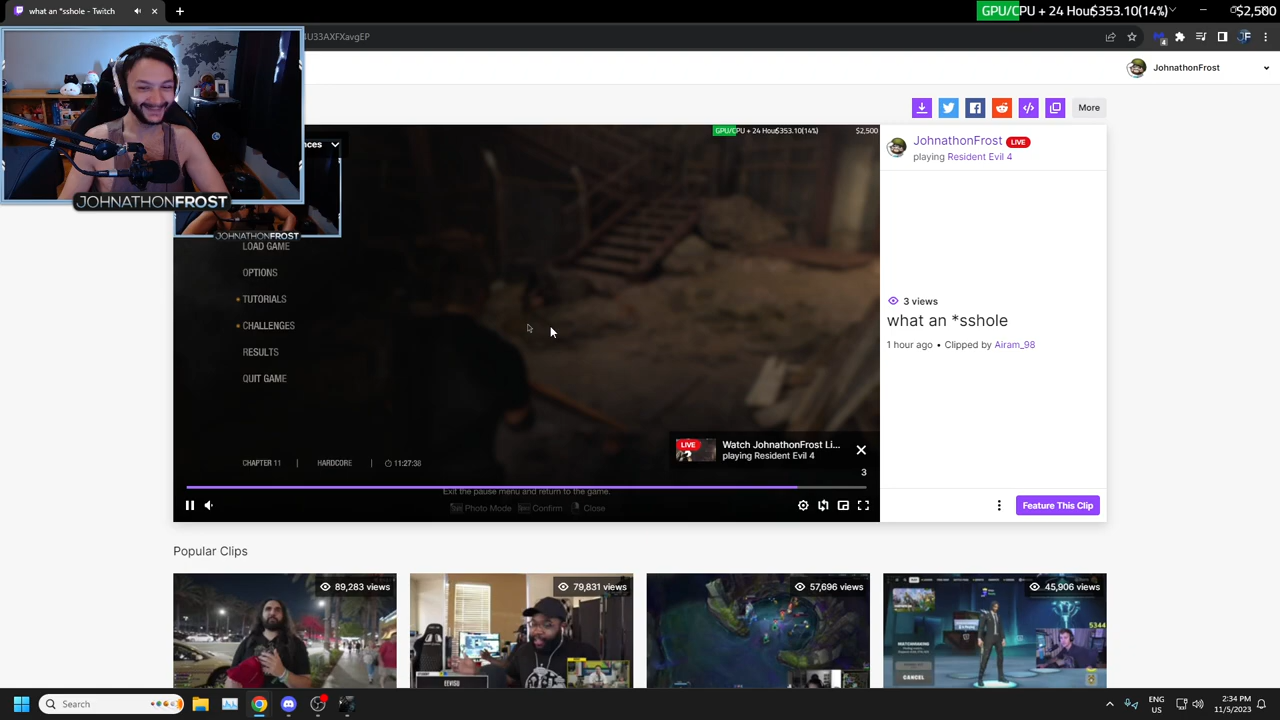 what an *sshole - Twitch
GPU/CPU + 24 Hou$353.10(14%)
$2,500
U33AXFXavgEP
JohnathonFrost
More
nces
GPU/CPU + 24 Hou$353.10(14%)
$2,500
JohnathonFrost LIVE
playing Resident Evil 4
JOHNATHONFROST
JOHNATHONFROST
LOAD GAME
OPTIONS
TUTORIALS
CHALLENGES
RESULTS
QUIT GAME
3 views
what an *sshole
1 hour ago • Clipped by Airam_98
LIVE
Watch JohnathonFrost Li...
playing Resident Evil 4
CHAPTER 11 | HARDCORE | 11:27:38
3
Exit the pause menu and return to the game.
Photo Mode Confirm Close
Feature This Clip
Popular Clips
89,283 views
79,831 views
57,696 views
45,906 views
5344
CANCEL
Search
ENG
US
2:34 PM
11/5/2023